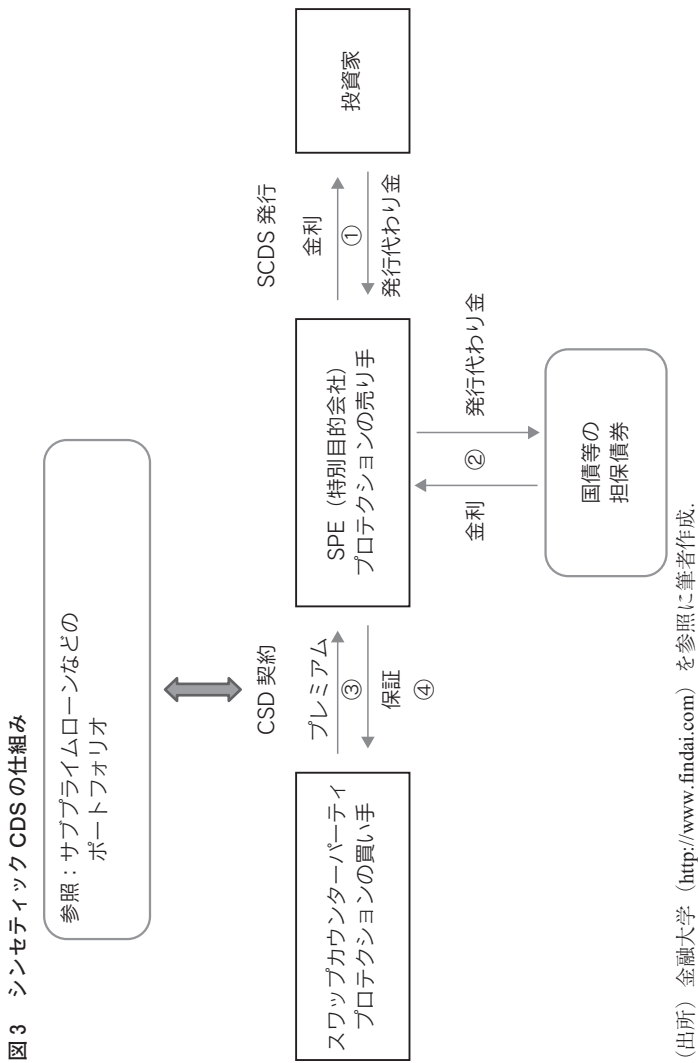 図3　シンセティック CDS の仕組み
参照：サブプライムローンなどの
ポートフォリオ
CSD 契約
スワップカウンターパーティ
プロテクションの買い手
プレミアム
③
保証
④
SPE（特別目的会社）
プロテクションの売り手
SCDS 発行
金利
①
発行代わり金
投資家
金利
②
発行代わり金
国債等の
担保債券
（出所）金融大学（http://www.findai.com）を参照に筆者作成.